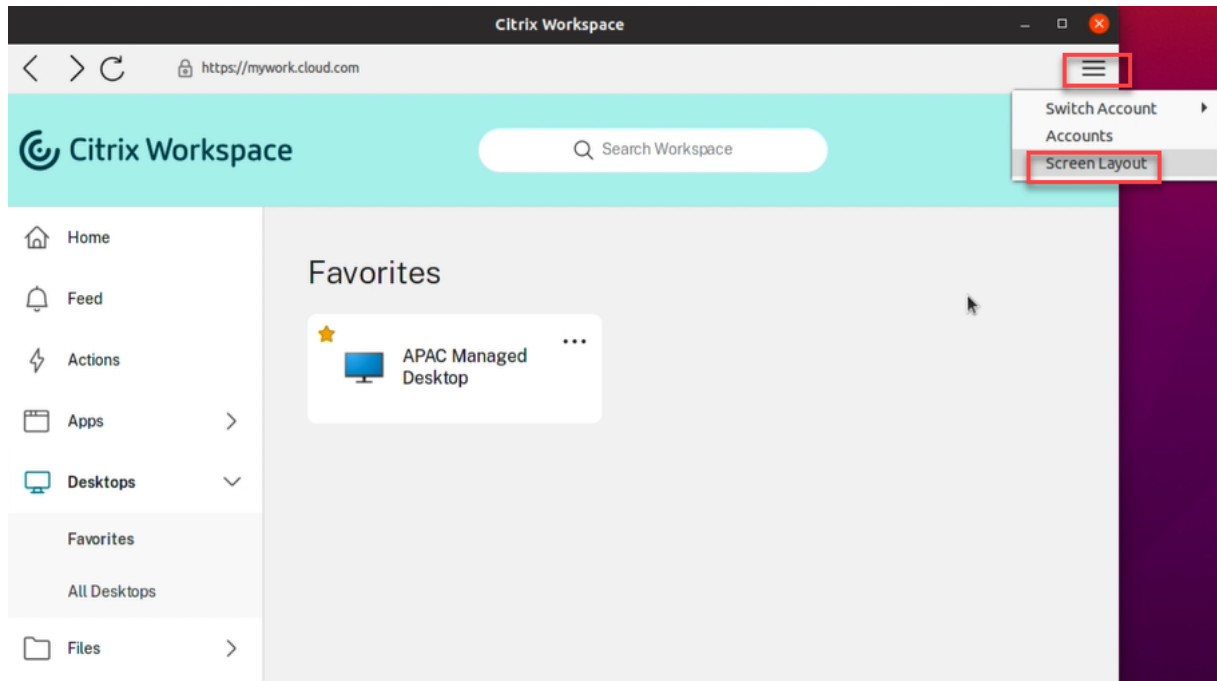 Citrix Workspace
https://mywork.cloud.com
Switch Account
Accounts
Screen Layout
Citrix Workspace
Search Workspace
Home
Feed
Actions
Apps
Desktops
Favorites
All Desktops
Files
Favorites
APAC Managed
Desktop